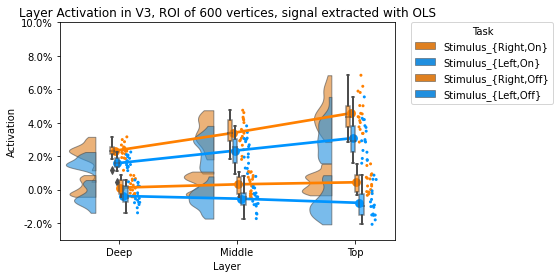 Layer Activation in V3, ROI of 600 vertices, signal extracted with OLS
10.0%
8.0%
6.0%
4.0%
2.0%
0.0%
-2.0%
Activation
Deep
Middle
Top
Layer
Task
Stimulus_{Right,On}
Stimulus_{Left,On}
Stimulus_{Right,Off}
Stimulus_{Left,Off}